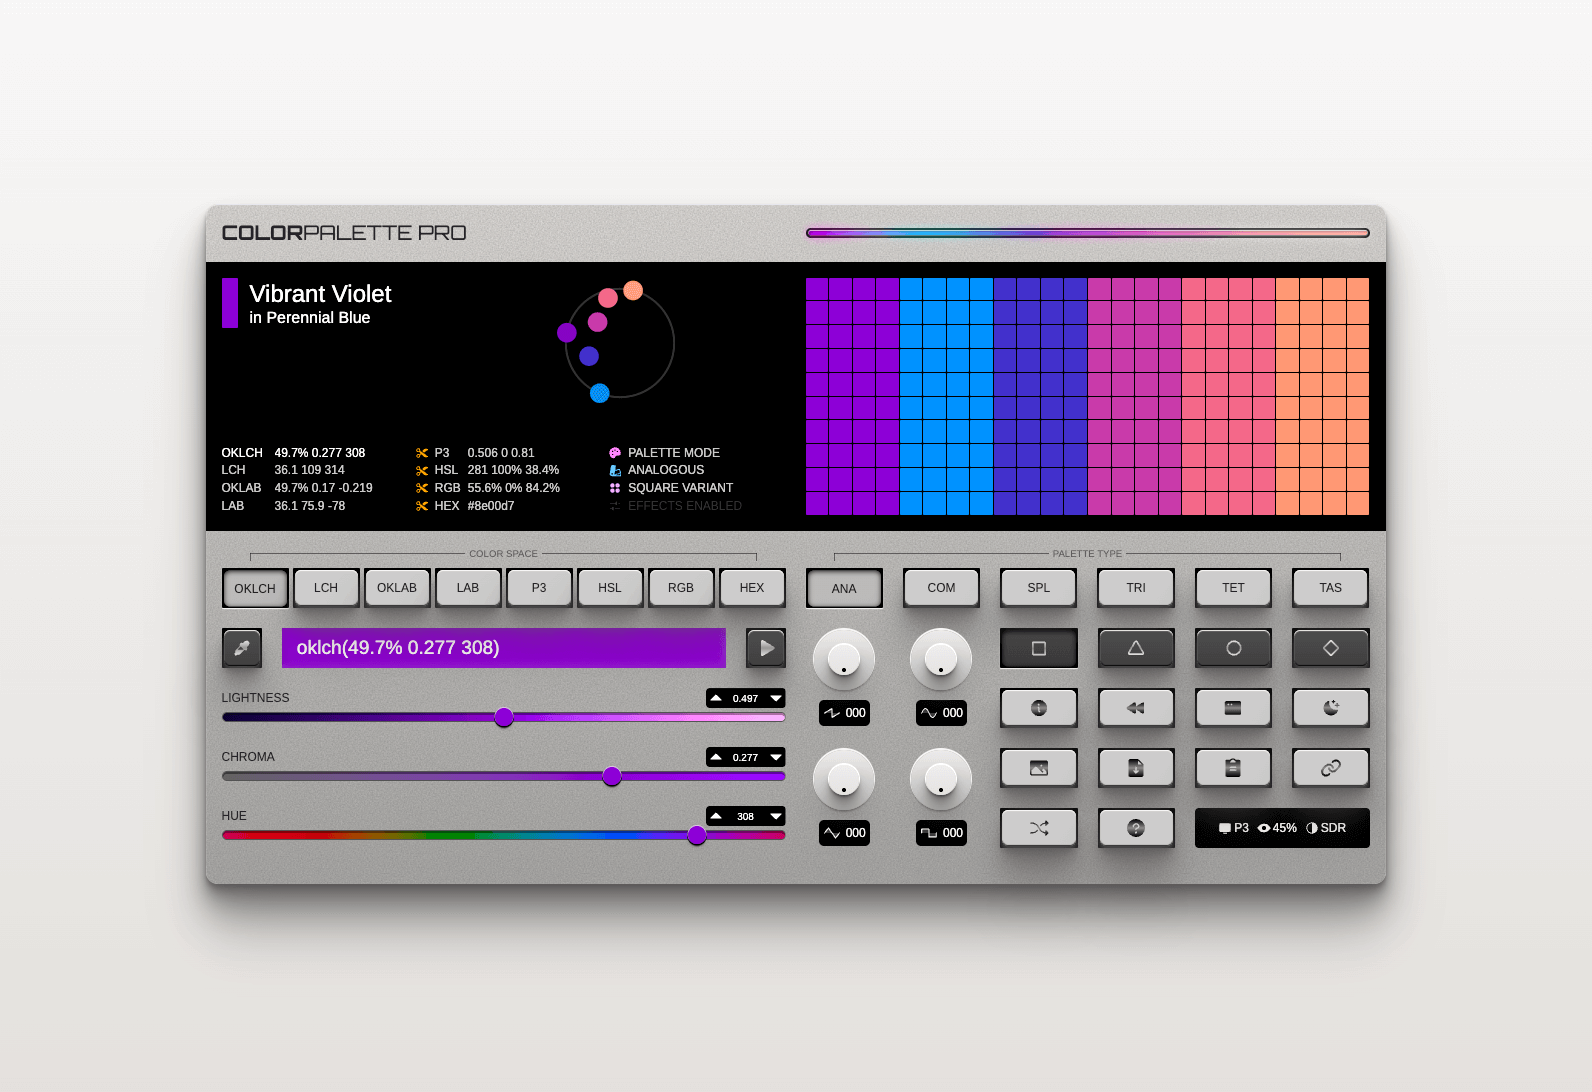 COLORPALETTE PRO
Vibrant Violet
in Perennial Blue
OKLCH 49.7% 0.277 308
LCH 36.1 109 314
OKLAB 49.7% 0.17 -0.219
LAB 36.1 75.9 -78
P3 0.506 0 0.81
HSL 281 100% 38.4%
RGB 55.6% 0% 84.2%
HEX #8e00d7
PALETTE MODE
ANALOGOUS
SQUARE VARIANT
EFFECTS ENABLED
COLOR SPACE
OKLCH LCH OKLAB LAB P3 HSL RGB HEX
oklch(49.7% 0.277 308)
LIGHTNESS 0.497
CHROMA 0.277
HUE 308
PALETTE TYPE
ANA COM SPL TRI TET TAS
000 000
000 000
P3 45% SDR